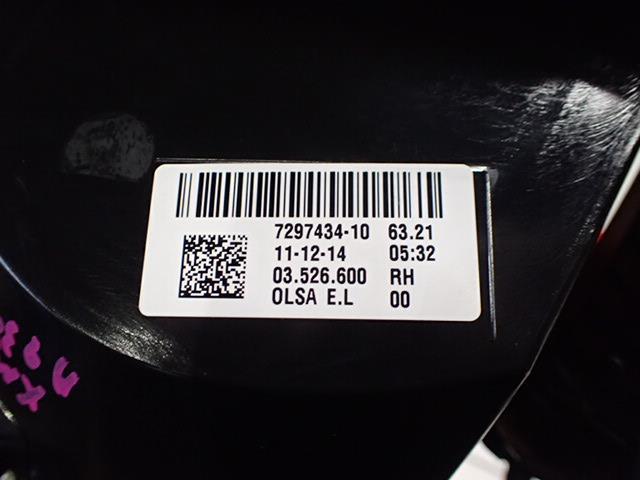 7297434-10 63.21
11-12-14 05:32
03.526.600 RH
OLSA E.L 00